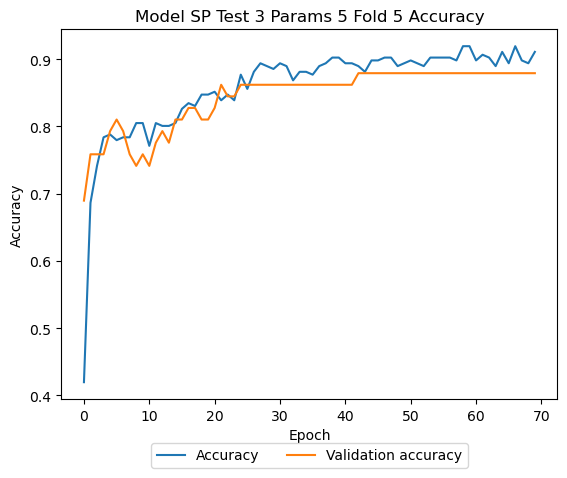 Model SP Test 3 Params 5 Fold 5 Accuracy
0.9
0.8
0.7
0.6
0.5
0.4
Accuracy
0 10 20 30 40 50 60 70
Epoch
Accuracy Validation accuracy